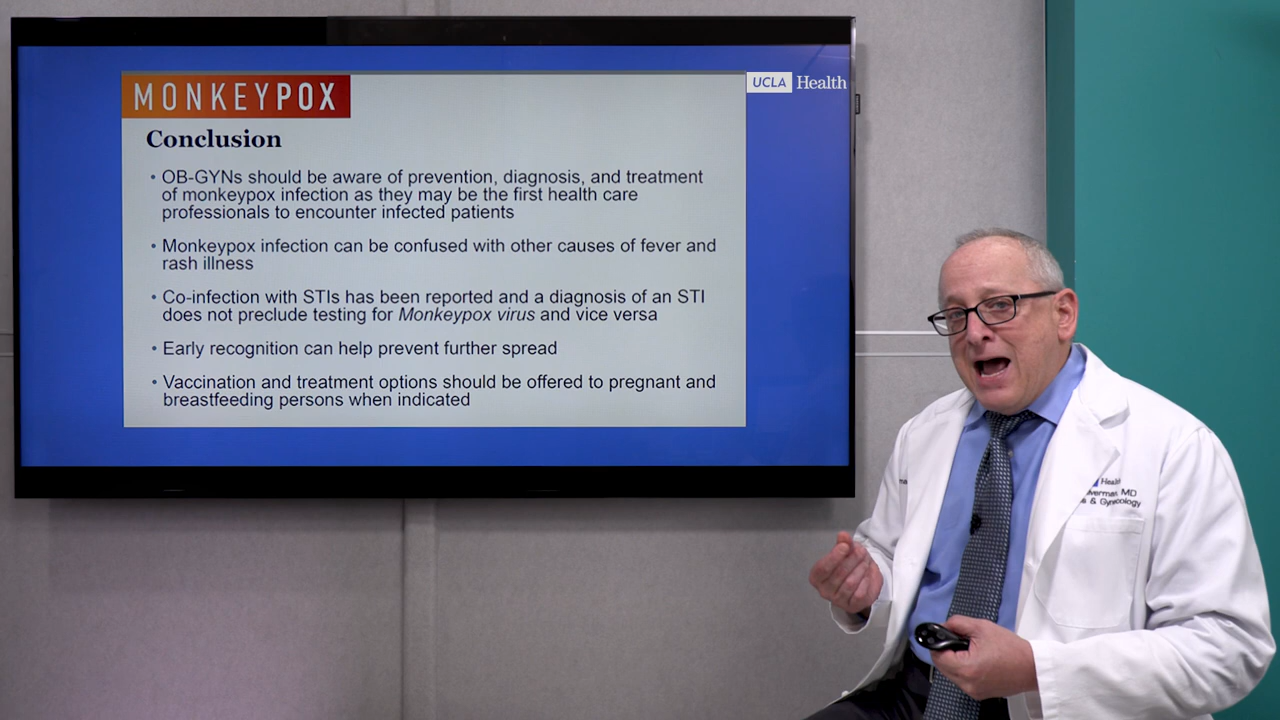 MONKEYPOX
UCLA Health
Conclusion
• OB-GYNs should be aware of prevention, diagnosis, and treatment
of monkeypox infection as they may be the first health care
professionals to encounter infected patients
• Monkeypox infection can be confused with other causes of fever and
rash illness
• Co-infection with STIs has been reported and a diagnosis of an STI
does not preclude testing for Monkeypox virus and vice versa
• Early recognition can help prevent further spread
• Vaccination and treatment options should be offered to pregnant and
breastfeeding persons when indicated
Health
MD
& Gynecology